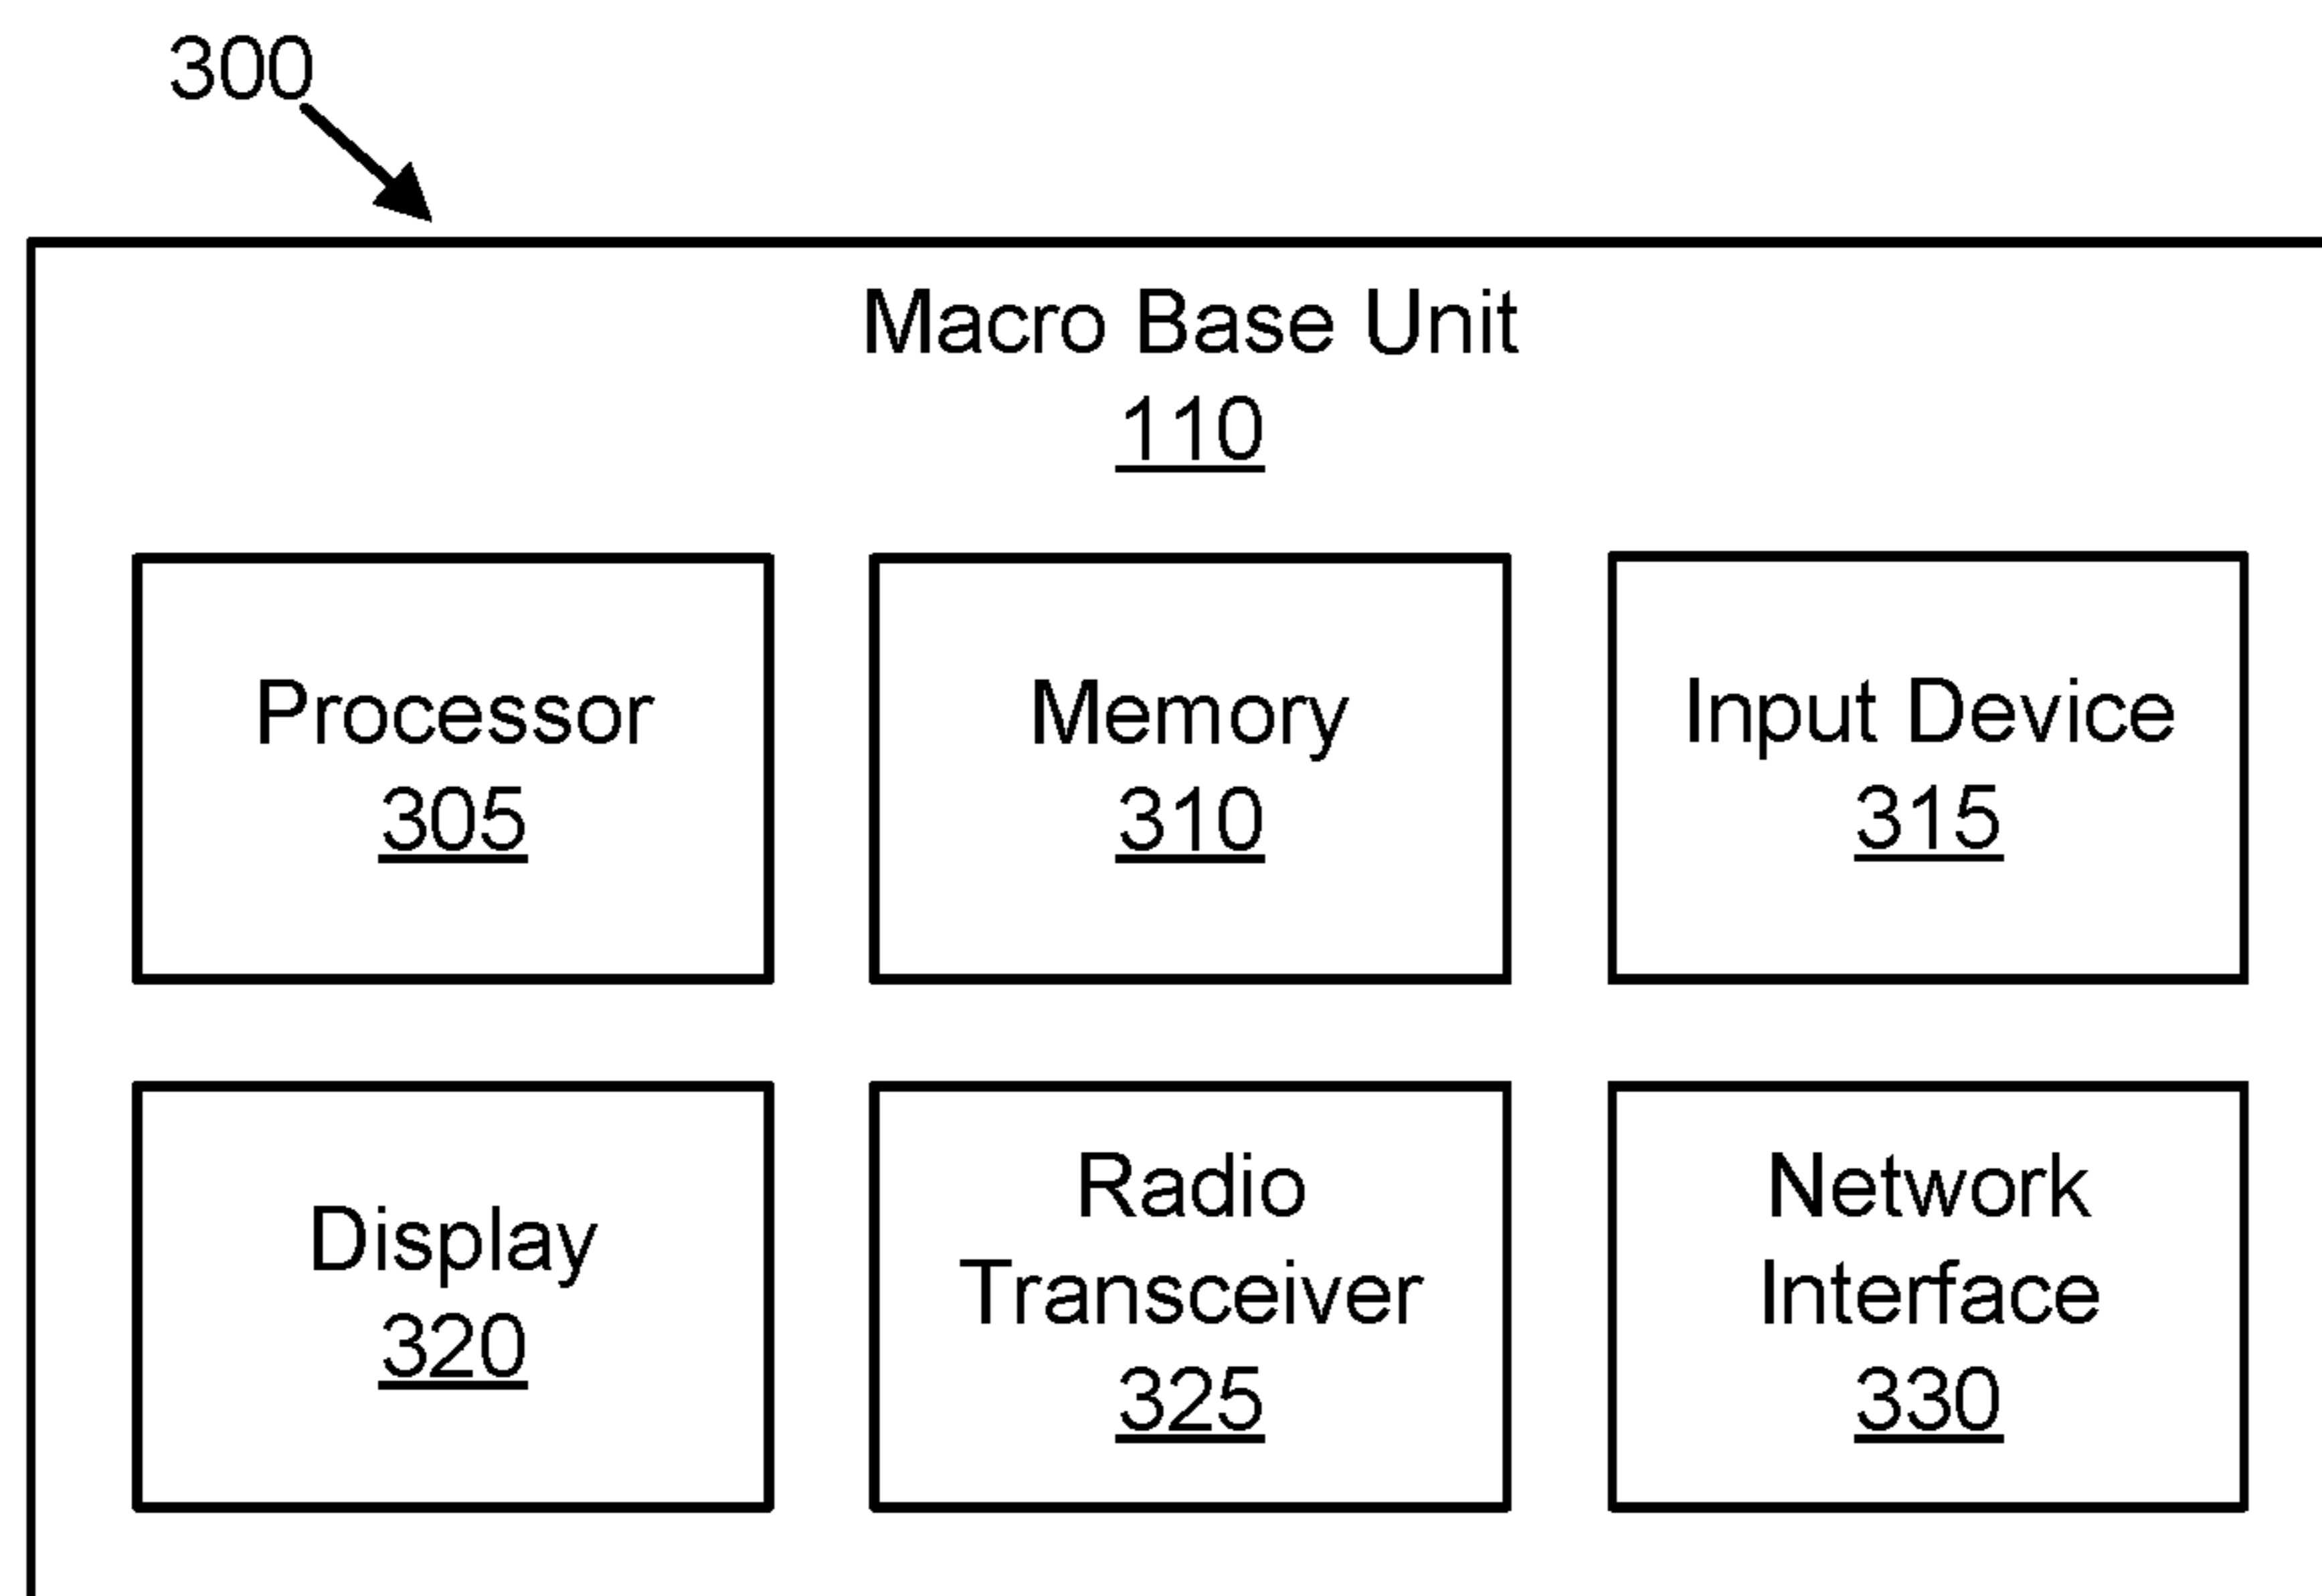 300
Macro Base Unit
110
Processor
305
Memory
310
Input Device
315
Display
320
Radio
Transceiver
325
Network
Interface
330